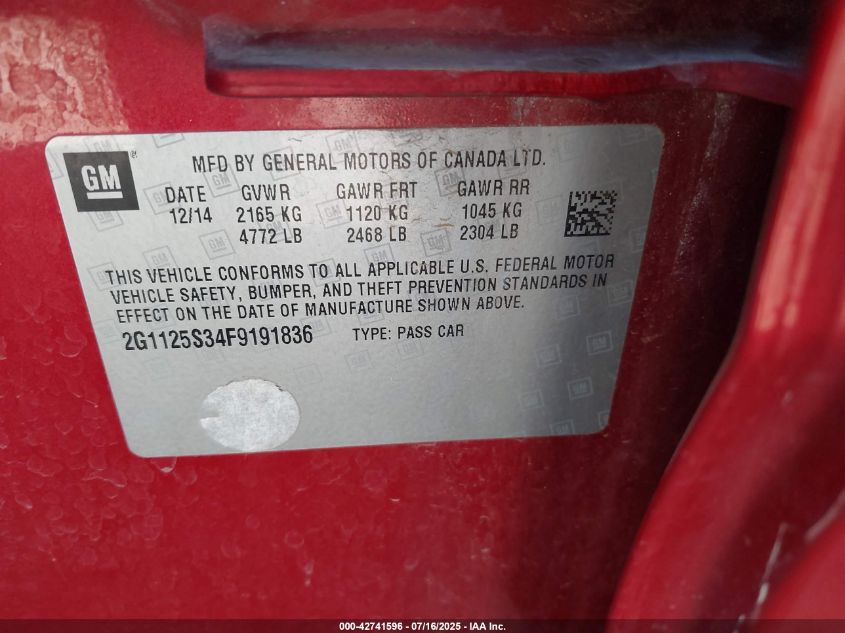 GM
MFD BY GENERAL MOTORS OF CANADA LTD.
DATE GVWR GAWR FRT GAWR RR
12/14 2165 KG 1120 KG 1045 KG
4772 LB 2468 LB 2304 LB
THIS VEHICLE CONFORMS TO ALL APPLICABLE U.S. FEDERAL MOTOR
VEHICLE SAFETY, BUMPER, AND THEFT PREVENTION STANDARDS IN
EFFECT ON THE DATE OF MANUFACTURE SHOWN ABOVE.
2G1125S34F9191836 TYPE: PASS CAR
000-42741596 - 07/16/2025 - IAA Inc.